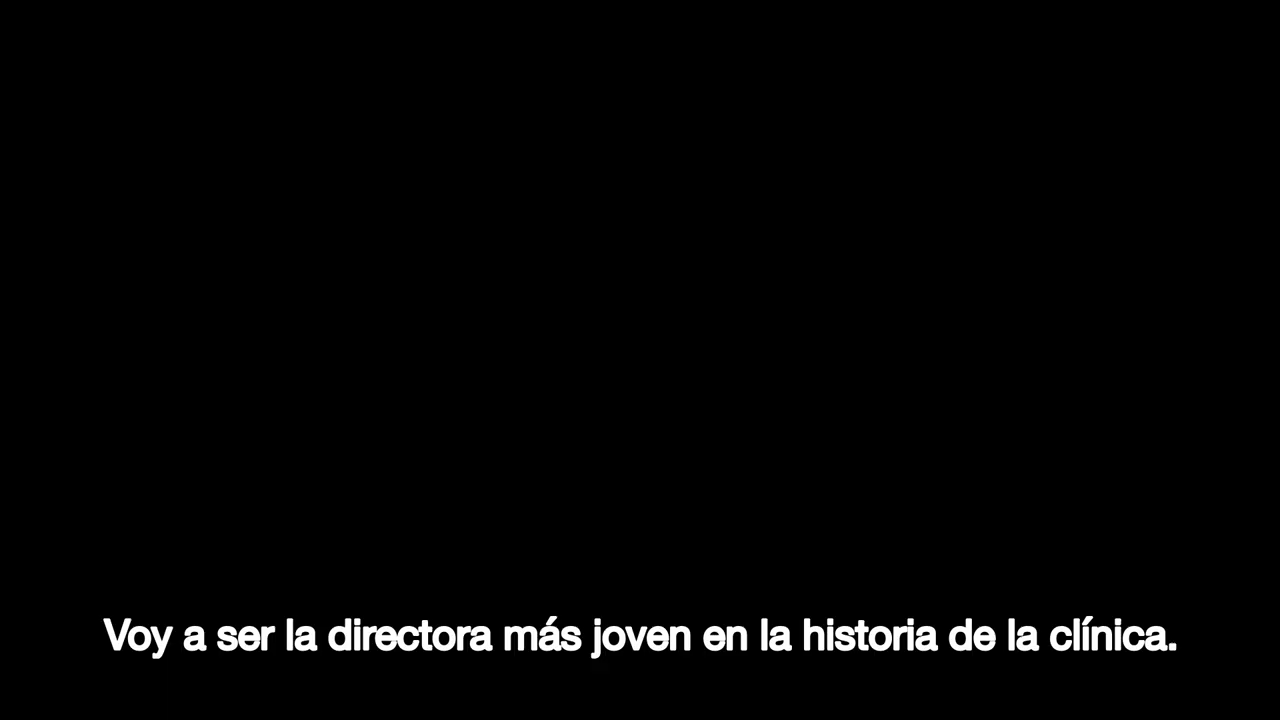 Voy a ser la directora más joven en la historia de la clínica.